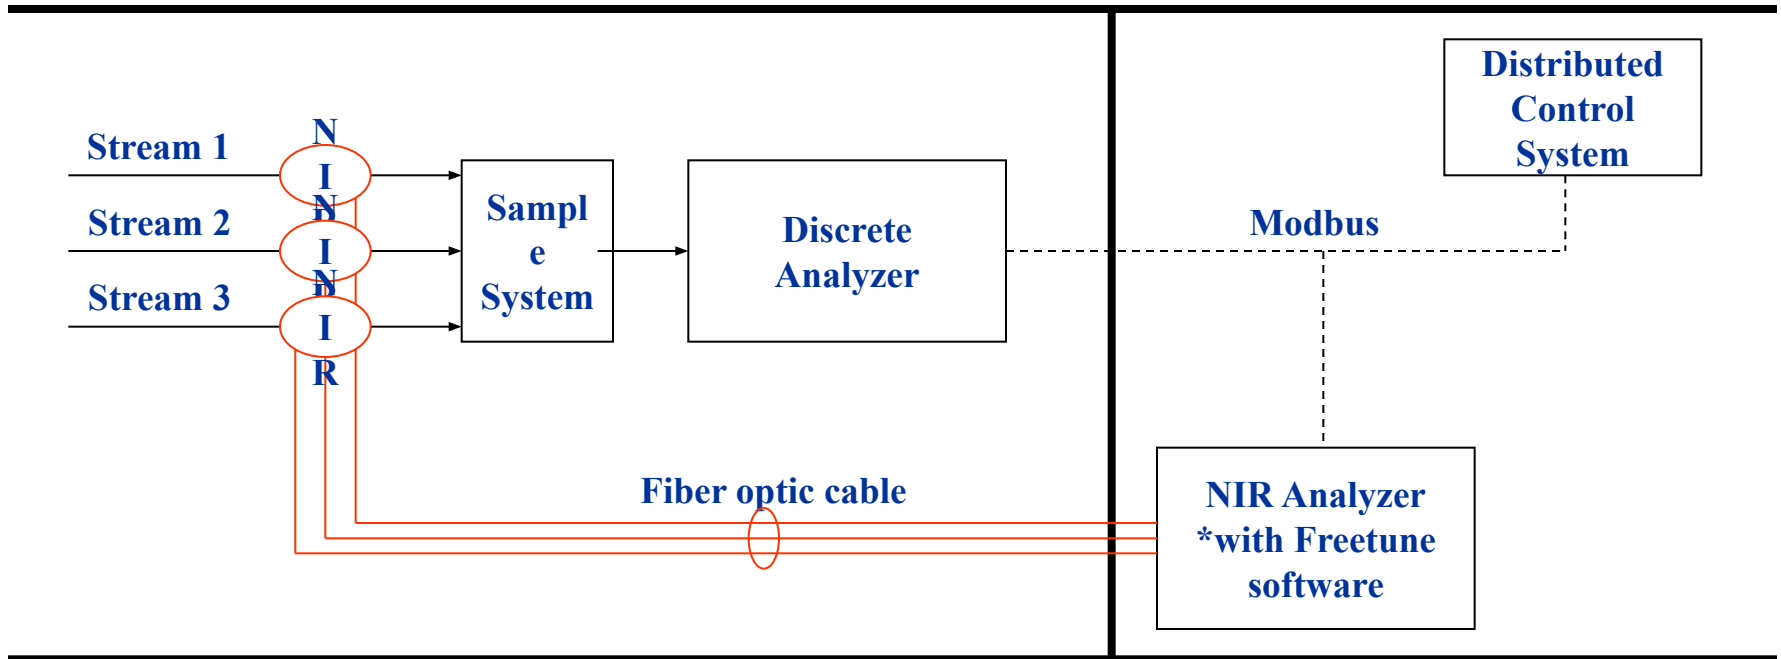 Distributed
Control
System
N
I
Stream 1
N
I
Stream 2
N
I
R
Stream 3
Sampl
e
System
Discrete
Analyzer
Modbus
Fiber optic cable
NIR Analyzer
*with Freetune
software